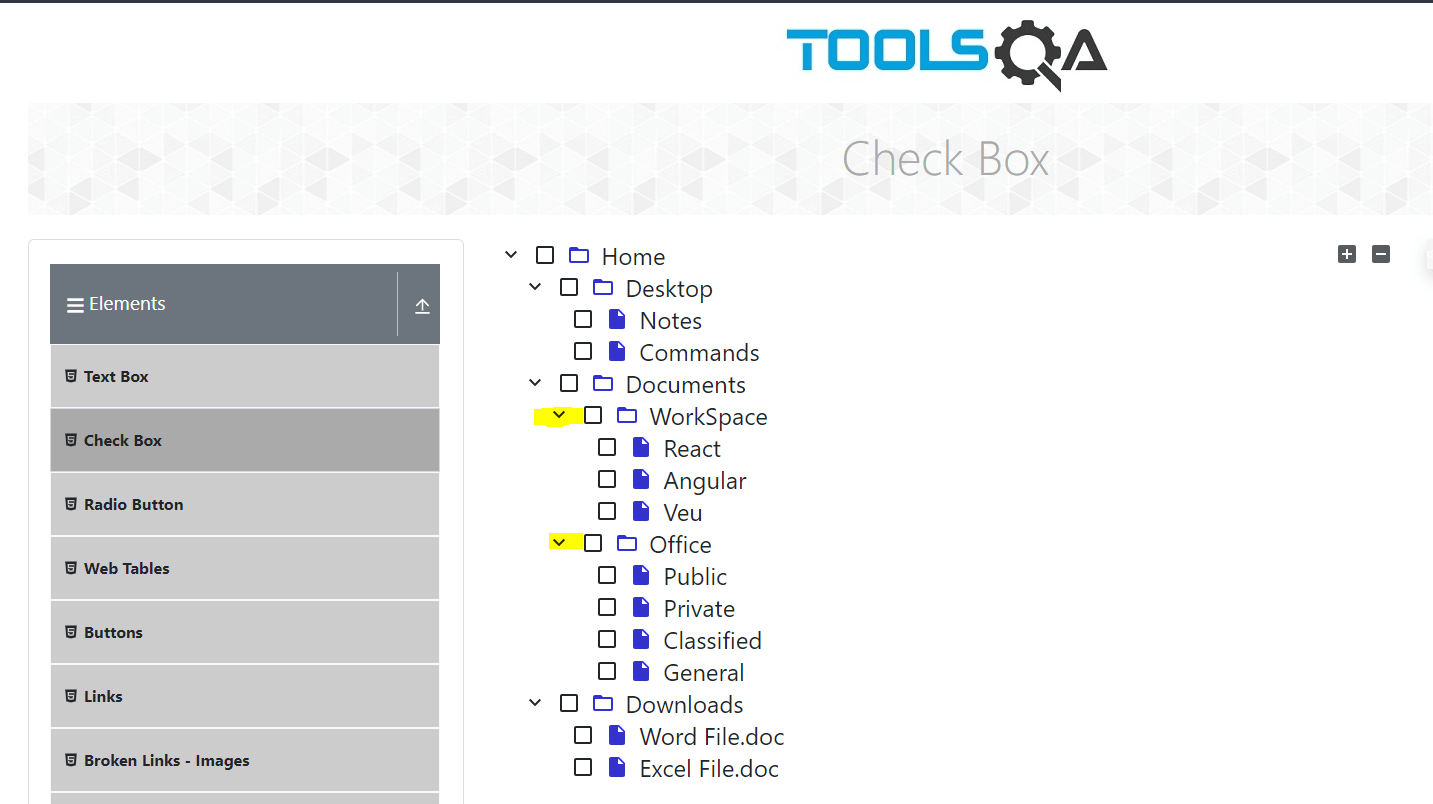 TOOLSQA
Check Box
Elements
Text Box
Check Box
Radio Button
Web Tables
Buttons
Links
Broken Links - Images
Home
Desktop
Notes
Commands
Documents
WorkSpace
React
Angular
Veu
Office
Public
Private
Classified
General
Downloads
Word File.doc
Excel File.doc